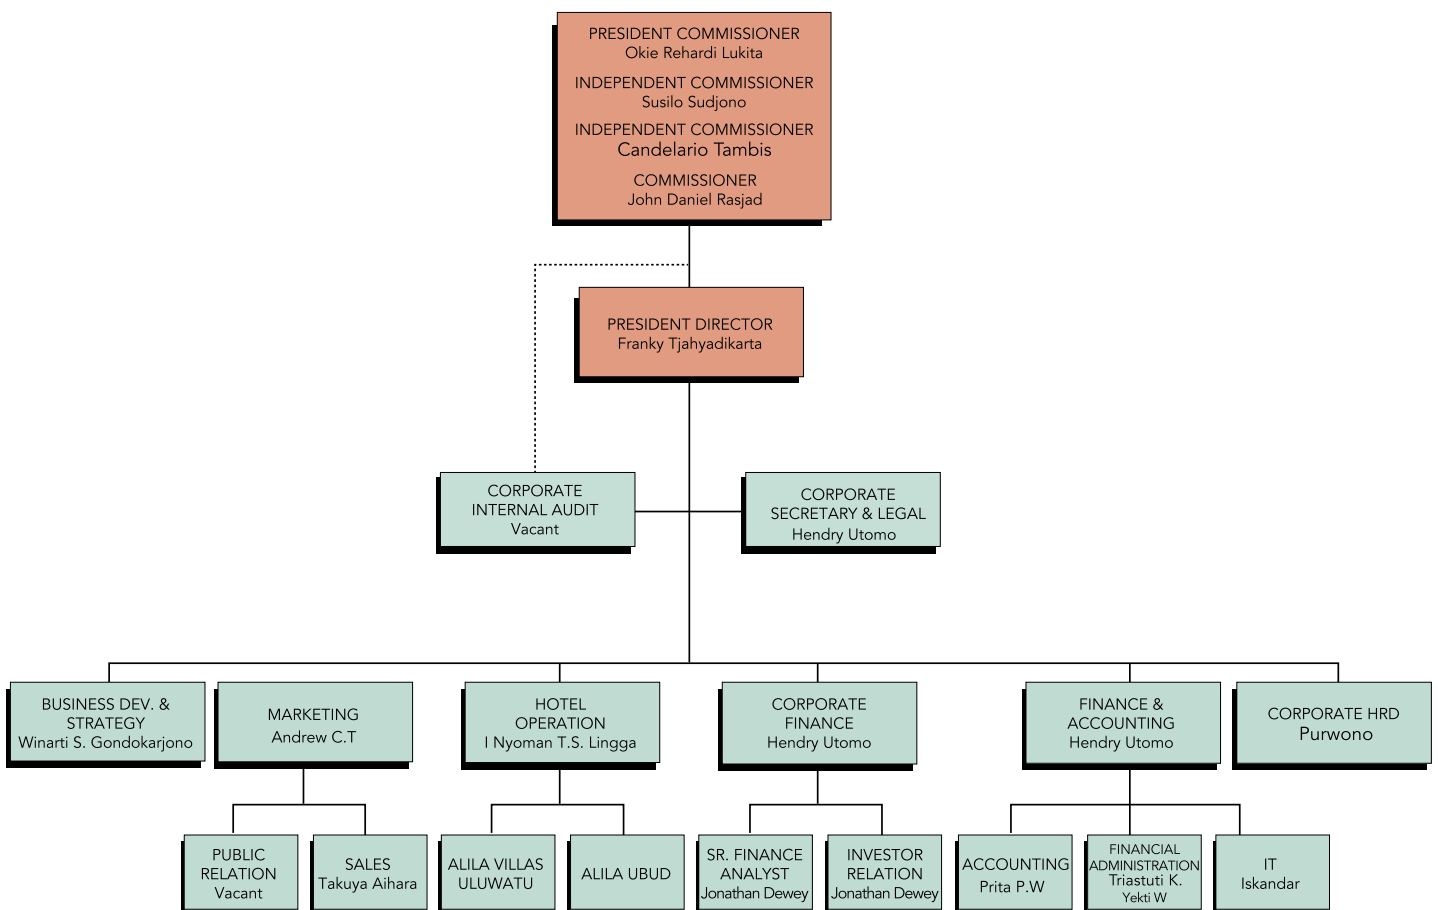 PRESIDENT COMMISSIONER
Okie Rehardi Lukita
INDEPENDENT COMMISSIONER
Susilo Sudjono
INDEPENDENT COMMISSIONER
Candelario Tambis
COMMISSIONER
John Daniel Rasjad
PRESIDENT DIRECTOR
Franky Tjahyadikarta
CORPORATE
INTERNAL AUDIT
Vacant
CORPORATE
SECRETARY & LEGAL
Hendry Utomo
BUSINESS DEV. &
STRATEGY
Winarti S. Gondokarjono
MARKETING
Andrew C.T
HOTEL
OPERATION
I Nyoman T.S. Lingga
CORPORATE
FINANCE
Hendry Utomo
FINANCE &
ACCOUNTING
Hendry Utomo
CORPORATE HRD
Purwono
PUBLIC
RELATION
Vacant
SALES
Takuya Aihara
ALILA VILLAS
ULUWATU
ALILA UBUD
SR. FINANCE
ANALYST
Jonathan Dewey
INVESTOR
RELATION
Jonathan Dewey
ACCOUNTING
Prita P.W
FINANCIAL
ADMINISTRATION
Triastuti K.
Yekti W
IT
Iskandar